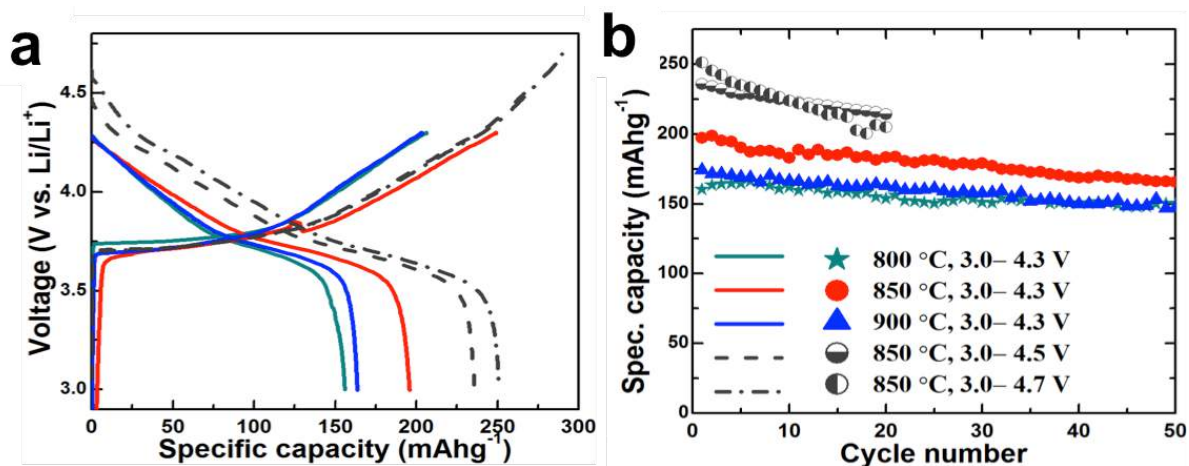 a
Voltage (V vs. Li/Li⁺)
4.5
4.0
3.5
3.0
0 50 100 150 200 250 300
Specific capacity (mAhg⁻¹)
b
Spec. capacity (mAhg⁻¹)
250
200
150
100
50
0
800 °C, 3.0– 4.3 V
850 °C, 3.0– 4.3 V
900 °C, 3.0– 4.3 V
850 °C, 3.0– 4.5 V
850 °C, 3.0– 4.7 V
0 10 20 30 40 50
Cycle number